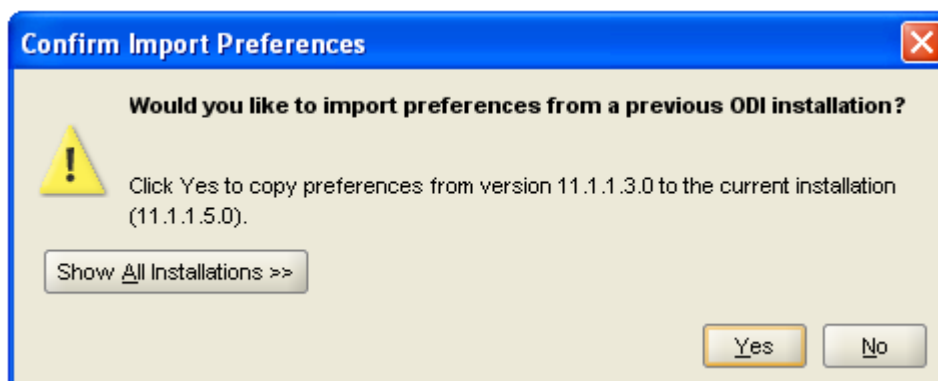 Confirm Import Preferences
Would you like to import preferences from a previous ODI installation?
Click Yes to copy preferences from version 11.1.1.3.0 to the current installation
(11.1.1.5.0).
Show All Installations >>
Yes No